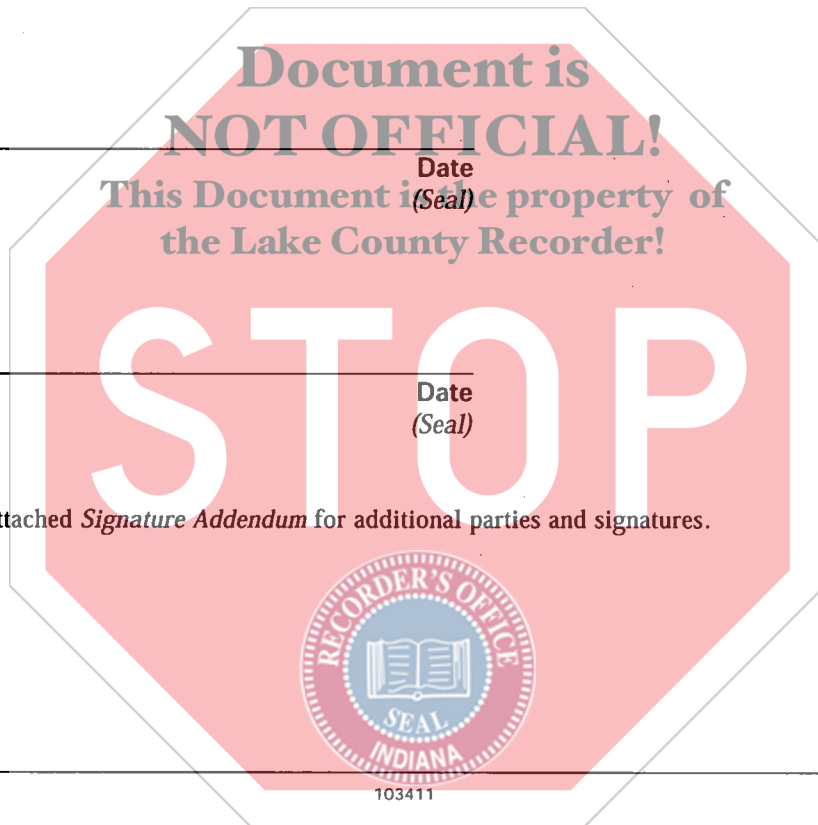 Document is
NOT OFFICIAL!
Date
This Document is the property of
(Seal)
the Lake County Recorder!
STOP
Date
(Seal)
ttached Signature Addendum for additional parties and signatures.
RECORDER'S OFFICE
SEAL
INDIANA
103411